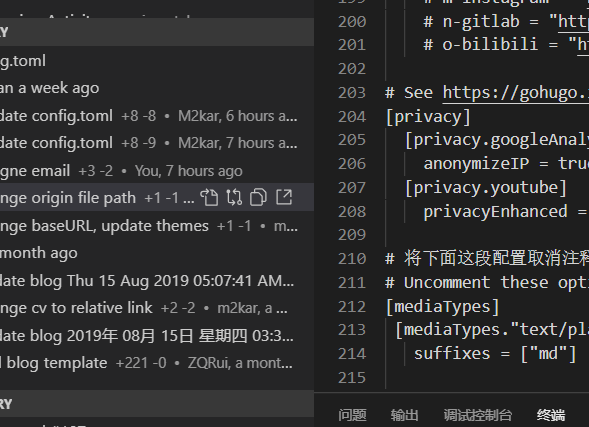 RY
g.toml
an a week ago
date config.toml +8 -8 • M2kar, 6 hours a...
date config.toml +8 -9 • M2kar, 7 hours a...
gne email +3 -2 • You, 7 hours ago
nge origin file path +1 -1 ...
nge baseURL, update themes +1 -1 • m...
month ago
date blog Thu 15 Aug 2019 05:07:41 AM...
nge cv to relative link +2 -2 • m2kar, a ...
date blog 2019年 08月 15日 星期四 03:3...
l blog template +221 -0 • ZQRui, a mont...
RY
200 # n-gitlab = "htt
201 # o-bilibili = "h
202
203 # See https://gohugo.
204 [privacy]
205 [privacy.googleAnaly
206 anonymizeIP = true
207 [privacy.youtube]
208 privacyEnhanced =
209
210 # 将下面这段配置取消注释
211 # Uncomment these opti
212 [mediaTypes]
213 [mediaTypes."text/pla
214 suffixes = ["md"]
215
问题 输出 调试控制台 终端